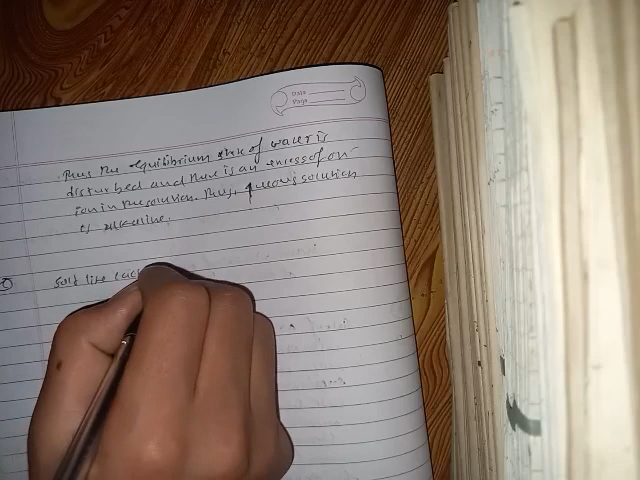 Date
Page
Thus the equilibrium state of water is
disturbed and there is an excess of OH-
ion in the solution. Thus, queous solution
is alkaline.
Salt like